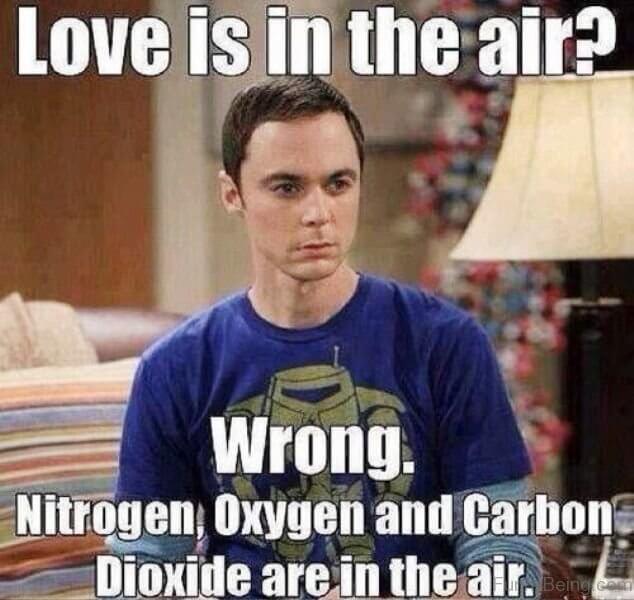 Love is in the air?
Wrong.
Nitrogen, Oxygen and Carbon
Dioxide are in the air.